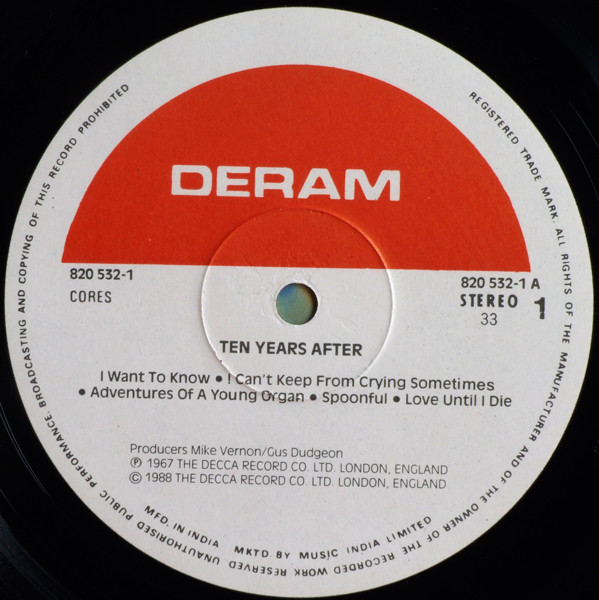 DERAM
820 532-1
CORES
820 532-1 A
STEREO 1
33
TEN YEARS AFTER
I Want To Know • I Can't Keep From Crying Sometimes
• Adventures Of A Young Organ • Spoonful • Love Until I Die
Producers Mike Vernon/Gus Dudgeon
Ⓟ 1967 THE DECCA RECORD CO. LTD. LONDON, ENGLAND
© 1988 THE DECCA RECORD CO. LTD. LONDON, ENGLAND
MFD. IN INDIA MKTD BY MUSIC INDIA LIMITED
REGISTERED TRADE MARK. ALL RIGHTS OF THE MANUFACTURER AND OF THE OWNER OF THE RECORDED WORK RESERVED UNAUTHORISED PUBLIC PERFORMANCE, BROADCASTING AND COPYING OF THIS RECORD PROHIBITED